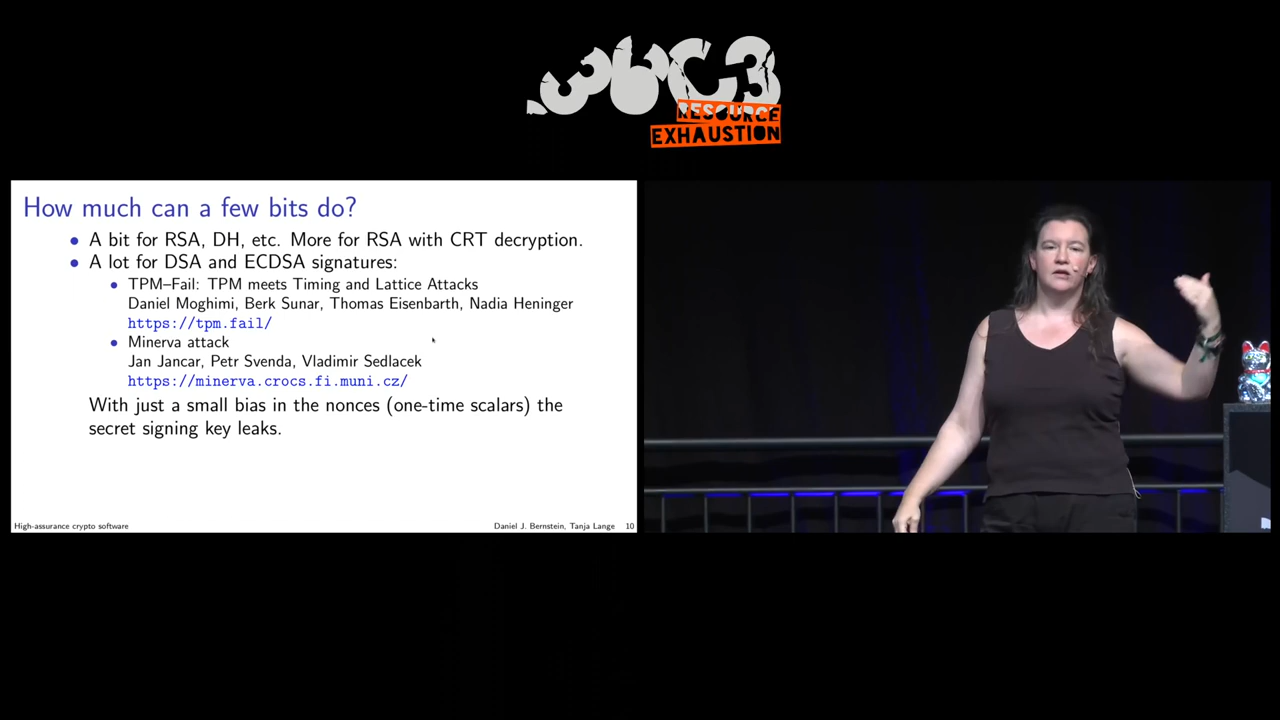 36C3
RESOURCE
EXHAUSTION
How much can a few bits do?
• A bit for RSA, DH, etc. More for RSA with CRT decryption.
• A lot for DSA and ECDSA signatures:
• TPM–Fail: TPM meets Timing and Lattice Attacks
Daniel Moghimi, Berk Sunar, Thomas Eisenbarth, Nadia Heninger
https://tpm.fail/
• Minerva attack
Jan Jancar, Petr Svenda, Vladimir Sedlacek
https://minerva.crocs.fi.muni.cz/
With just a small bias in the nonces (one-time scalars) the
secret signing key leaks.
High-assurance crypto software
Daniel J. Bernstein, Tanja Lange 10